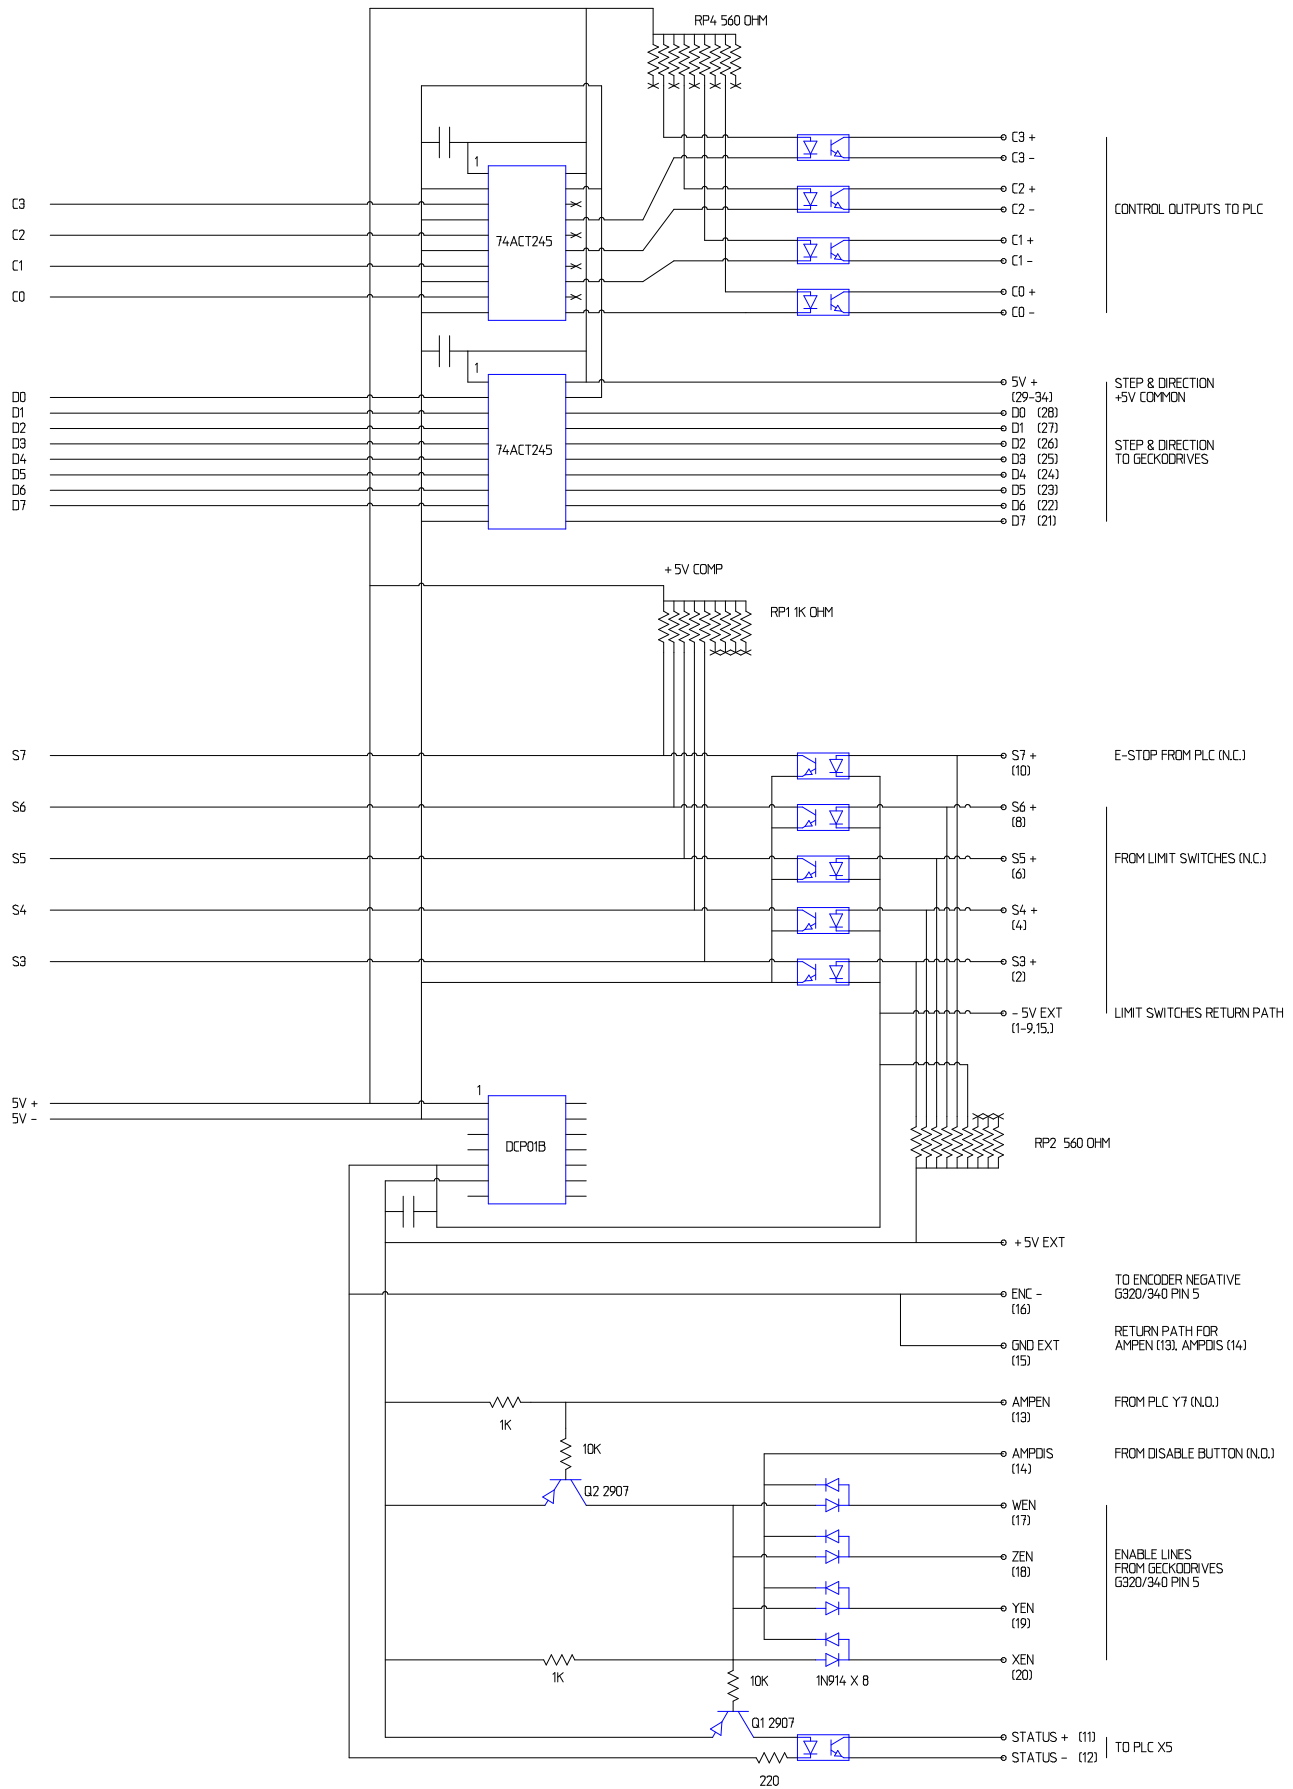 RP4 560 OHM
C3 +
C3 -
C2 +
C2 -
C1 +
C1 -
C0 +
C0 -
CONTROL OUTPUTS TO PLC
1
74ACT245
C3
C2
C1
C0
1
74ACT245
D0
D1
D2
D3
D4
D5
D6
D7
5V +
(29-34)
D0 (28)
D1 (27)
D2 (26)
D3 (25)
D4 (24)
D5 (23)
D6 (22)
D7 (21)
STEP & DIRECTION
+5V COMMON
STEP & DIRECTION
TO GECKODRIVES
+ 5V COMP
RP1 1K OHM
S7
S6
S5
S4
S3
S7 +
(10)
S6 +
(8)
S5 +
(6)
S4 +
(4)
S3 +
(2)
- 5V EXT
(1-9,15,)
E-STOP FROM PLC (N.C.)
FROM LIMIT SWITCHES (N.C.)
LIMIT SWITCHES RETURN PATH
5V +
5V -
1
DCP01B
RP2 560 OHM
+ 5V EXT
ENC -
(16)
TO ENCODER NEGATIVE
G320/340 PIN 5
GND EXT
(15)
RETURN PATH FOR
AMPEN (13), AMPDIS (14)
1K
AMPEN
(13)
FROM PLC Y7 (N.O.)
10K
Q2 2907
AMPDIS
(14)
FROM DISABLE BUTTON (N.O.)
WEN
(17)
ZEN
(18)
YEN
(19)
XEN
(20)
ENABLE LINES
FROM GECKODRIVES
G320/340 PIN 5
1K
10K
1N914 X 8
Q1 2907
220
STATUS + (11)
STATUS - (12)
TO PLC X5